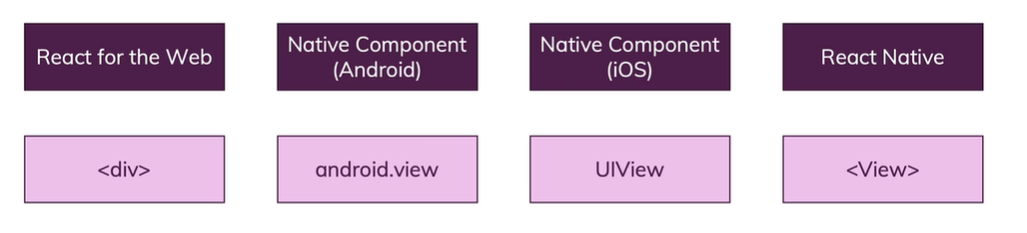 React for the Web
Native Component
(Android)
Native Component
(iOS)
React Native
<div>
android.view
UIView
<View>